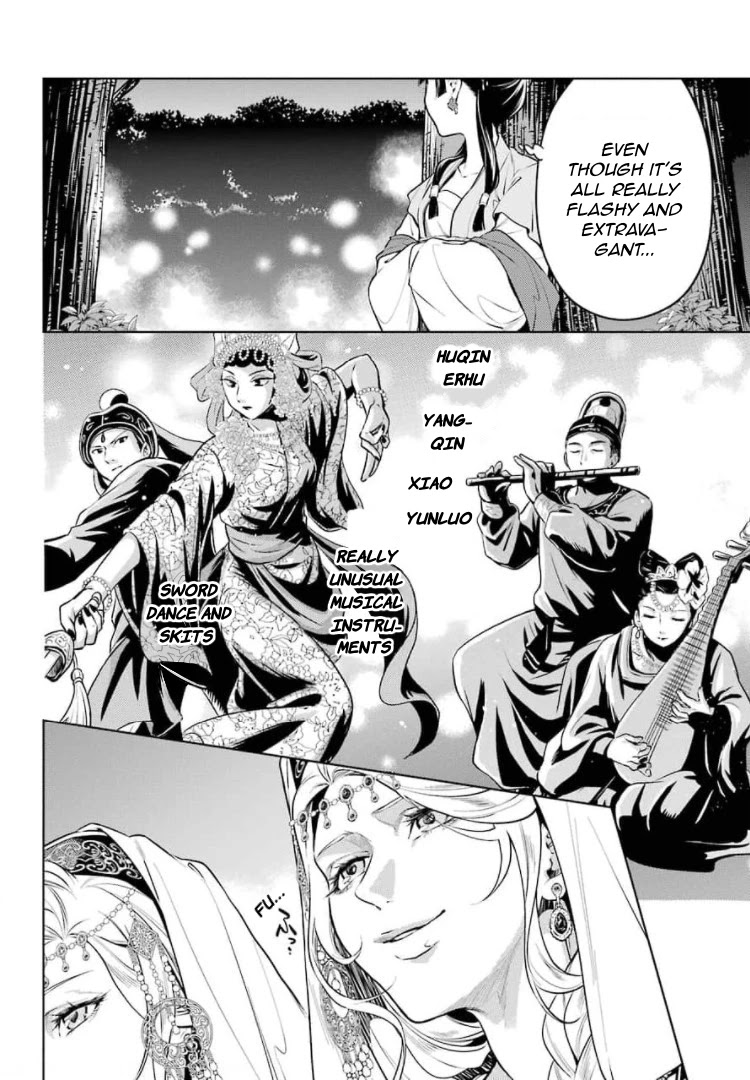 EVEN
THOUGH IT'S
ALL REALLY
FLASHY AND
EXTRAVA-
GANT...
HUQIN
ERHU
YANG-
QIN
XIAO
YUNLUO
REALLY
UNUSUAL
MUSICAL
INSTRU-
MENTS
SWORD
DANCE AND
SKITS
FU...
ふっ